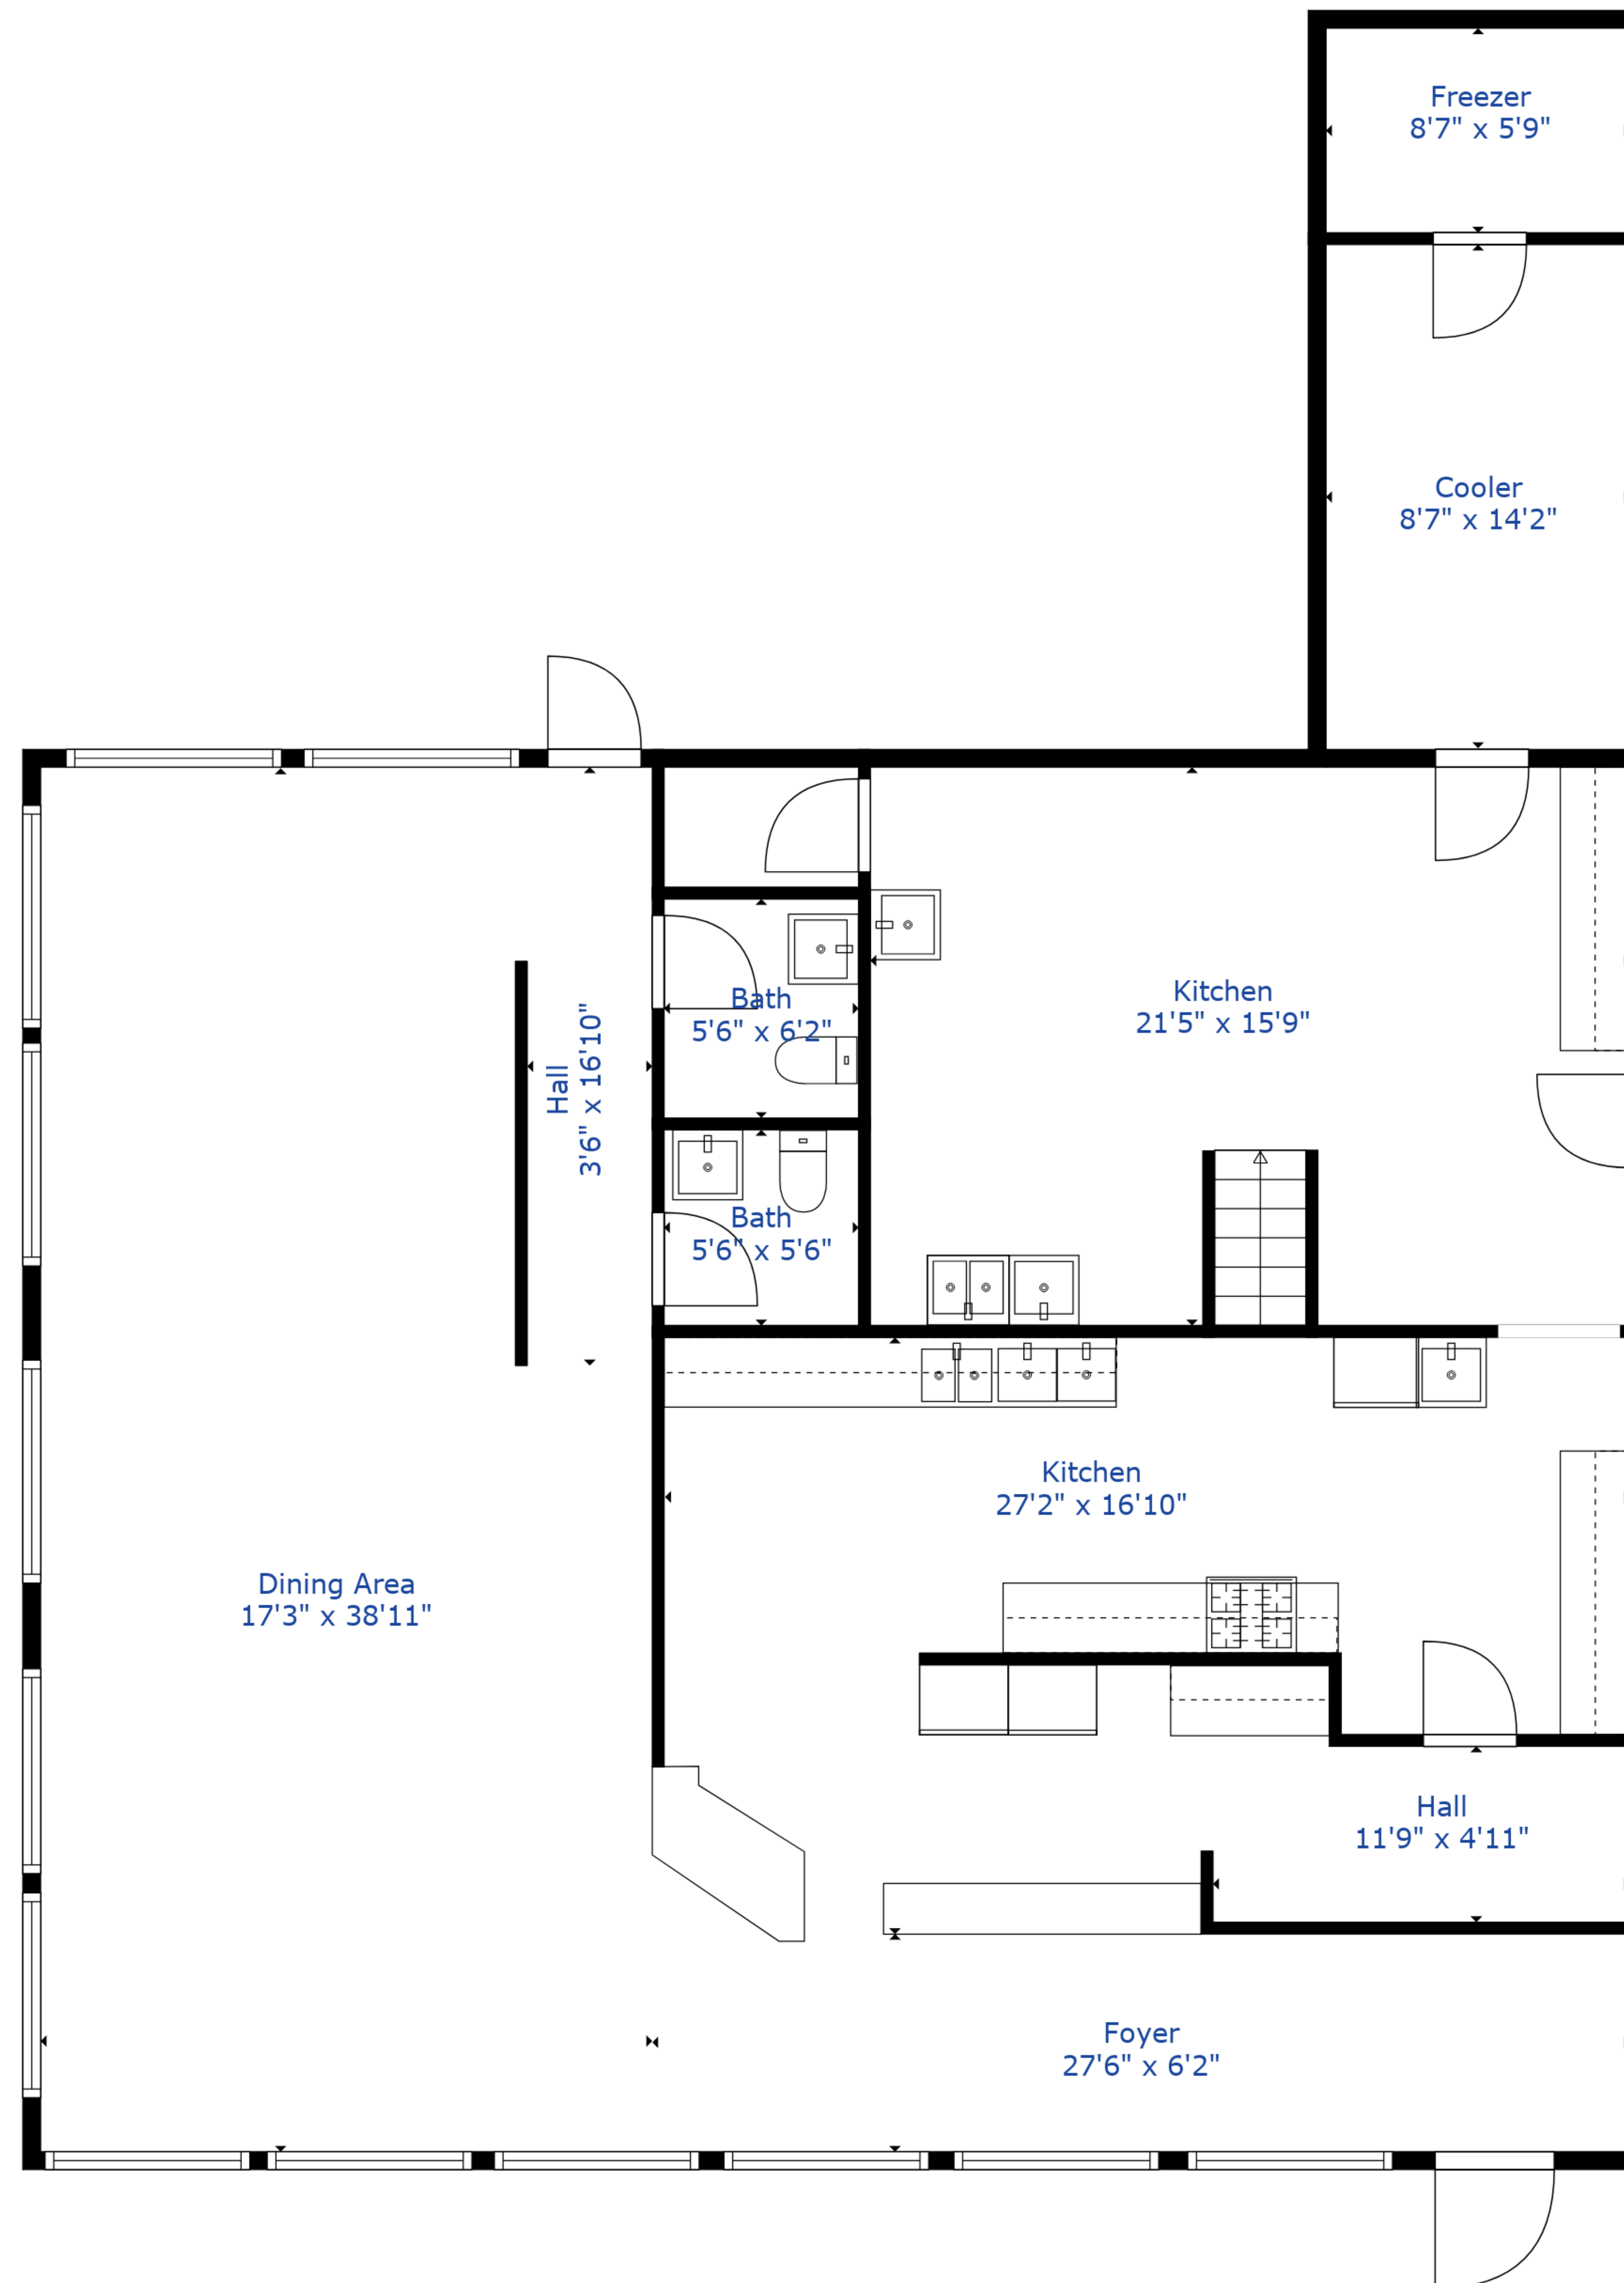 Freezer
8'7" x 5'9"
Cooler
8'7" x 14'2"
Kitchen
21'5" x 15'9"
Bath
5'6" x 6'2"
Hall
3'6" x 16'10"
Bath
5'6" x 5'6"
Kitchen
27'2" x 16'10"
Dining Area
17'3" x 38'11"
Hall
11'9" x 4'11"
Foyer
27'6" x 6'2"